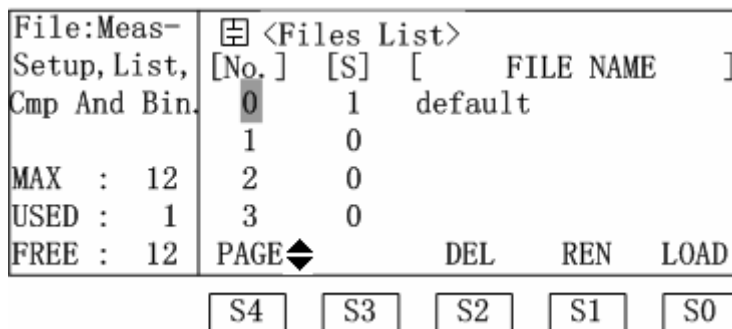 File:Meas-
Setup,List,
Cmp And Bin.
MAX : 12
USED : 1
FREE : 12
<Files List>
[No.] [S] [ FILE NAME ]
0 1 default
1 0
2 0
3 0
PAGE DEL REN LOAD
S4 S3 S2 S1 S0